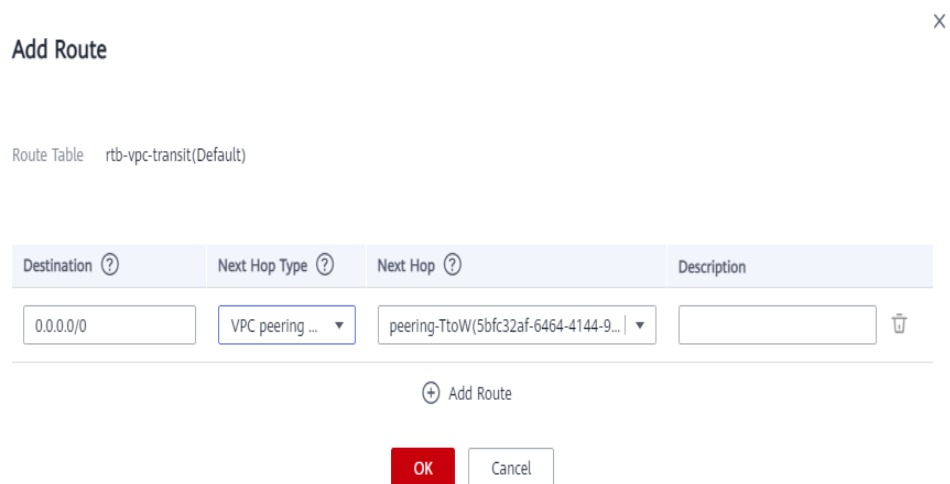 X
Add Route
Route Table rtb-vpc-transit(Default)
Destination ? Next Hop Type ? Next Hop ? Description
0.0.0.0/0 VPC peering ... peering-TtoW(5bfc32af-6464-4144-9...
Add Route
OK Cancel